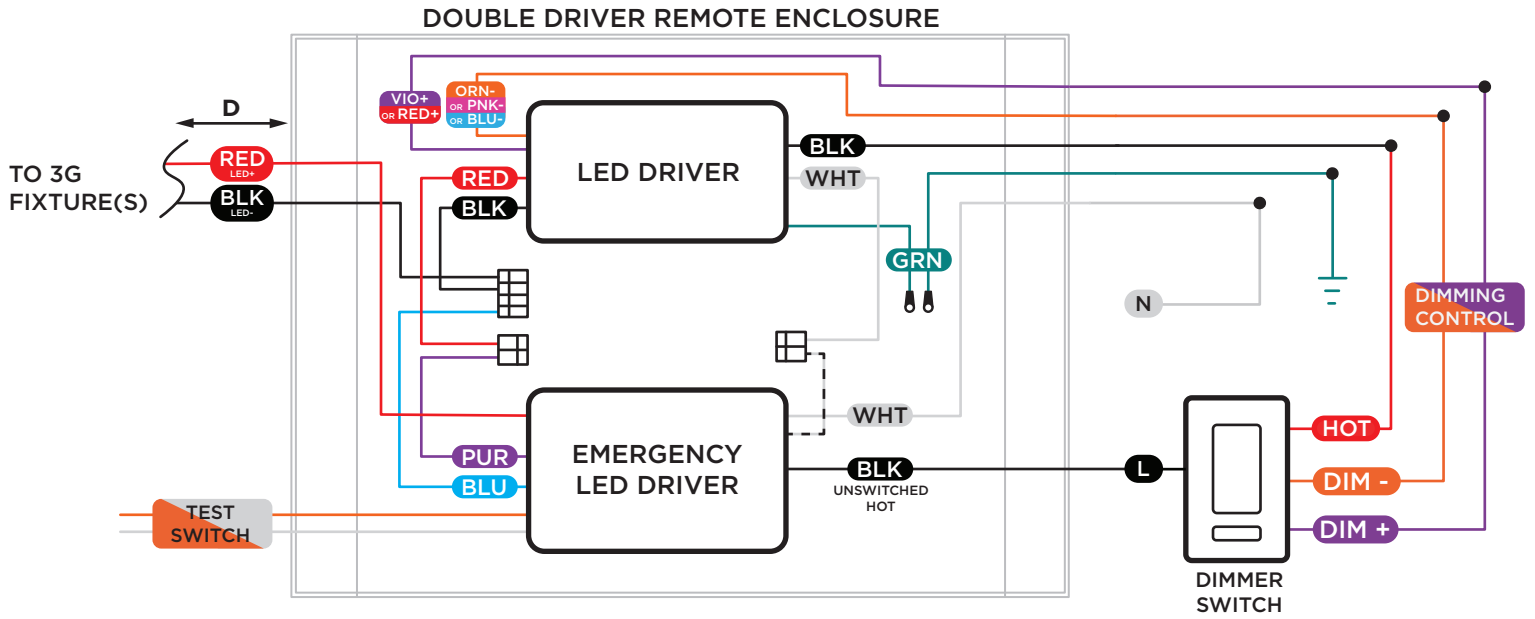 DOUBLE DRIVER REMOTE ENCLOSURE
D
TO 3G
FIXTURE(S)
RED
LED+
BLK
LED-
VIO+
OR RED+
ORN-
OR PNK-
OR BLU-
RED
BLK
LED DRIVER
BLK
WHT
GRN
N
DIMMING
CONTROL
PUR
BLU
EMERGENCY
LED DRIVER
WHT
BLK
UNSWITCHED
HOT
L
HOT
DIM -
DIM +
TEST
SWITCH
DIMMER
SWITCH